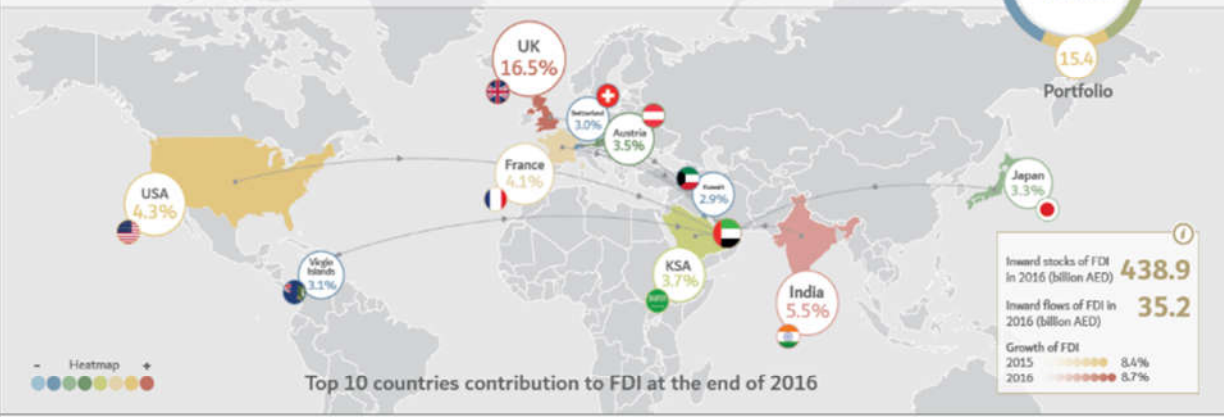 15.4
Portfolio
UK
16.5%
Switzerland
3.0%
Austria
3.5%
France
4.1%
Kuwait
2.9%
USA
4.3%
Japan
3.3%
Virgin
Islands
3.1%
KSA
3.7%
India
5.5%
Inward stocks of FDI
in 2016 (billion AED) 438.9
Inward flows of FDI in
2016 (billion AED) 35.2
Growth of FDI
2015 8.4%
2016 8.7%
- Heatmap +
Top 10 countries contribution to FDI at the end of 2016